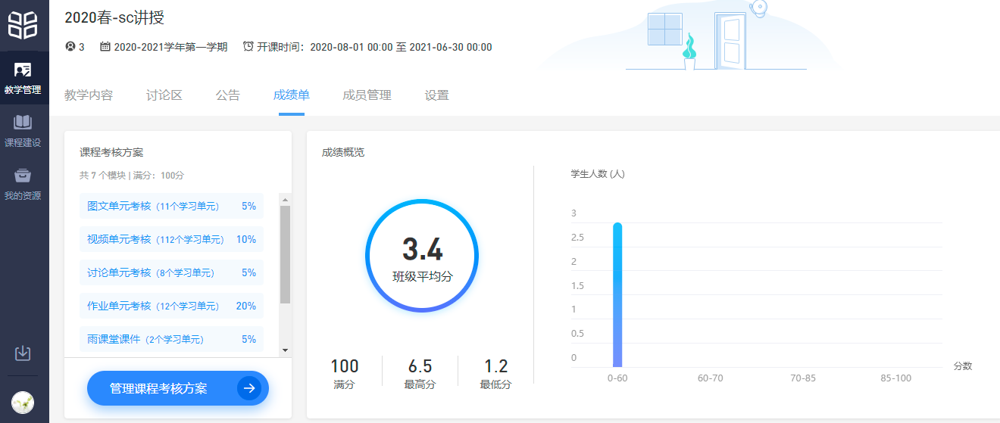 2020春-sc讲授
3 2020-2021学年第一学期 开课时间：2020-08-01 00:00 至 2021-06-30 00:00
教学管理
课程建设
我的资源
教学内容 讨论区 公告 成绩单 成员管理 设置
课程考核方案
共 7 个模块 | 满分：100分
图文单元考核（11个学习单元） 5%
视频单元考核（112个学习单元） 10%
讨论单元考核（8个学习单元） 5%
作业单元考核（12个学习单元） 20%
雨课堂课件（2个学习单元） 5%
管理课程考核方案
成绩概览
3.4
班级平均分
100 6.5 1.2
满分 最高分 最低分
学生人数 (人)
3
2.5
2
1.5
1
0.5
0
0-60 60-70 70-85 85-100
分数